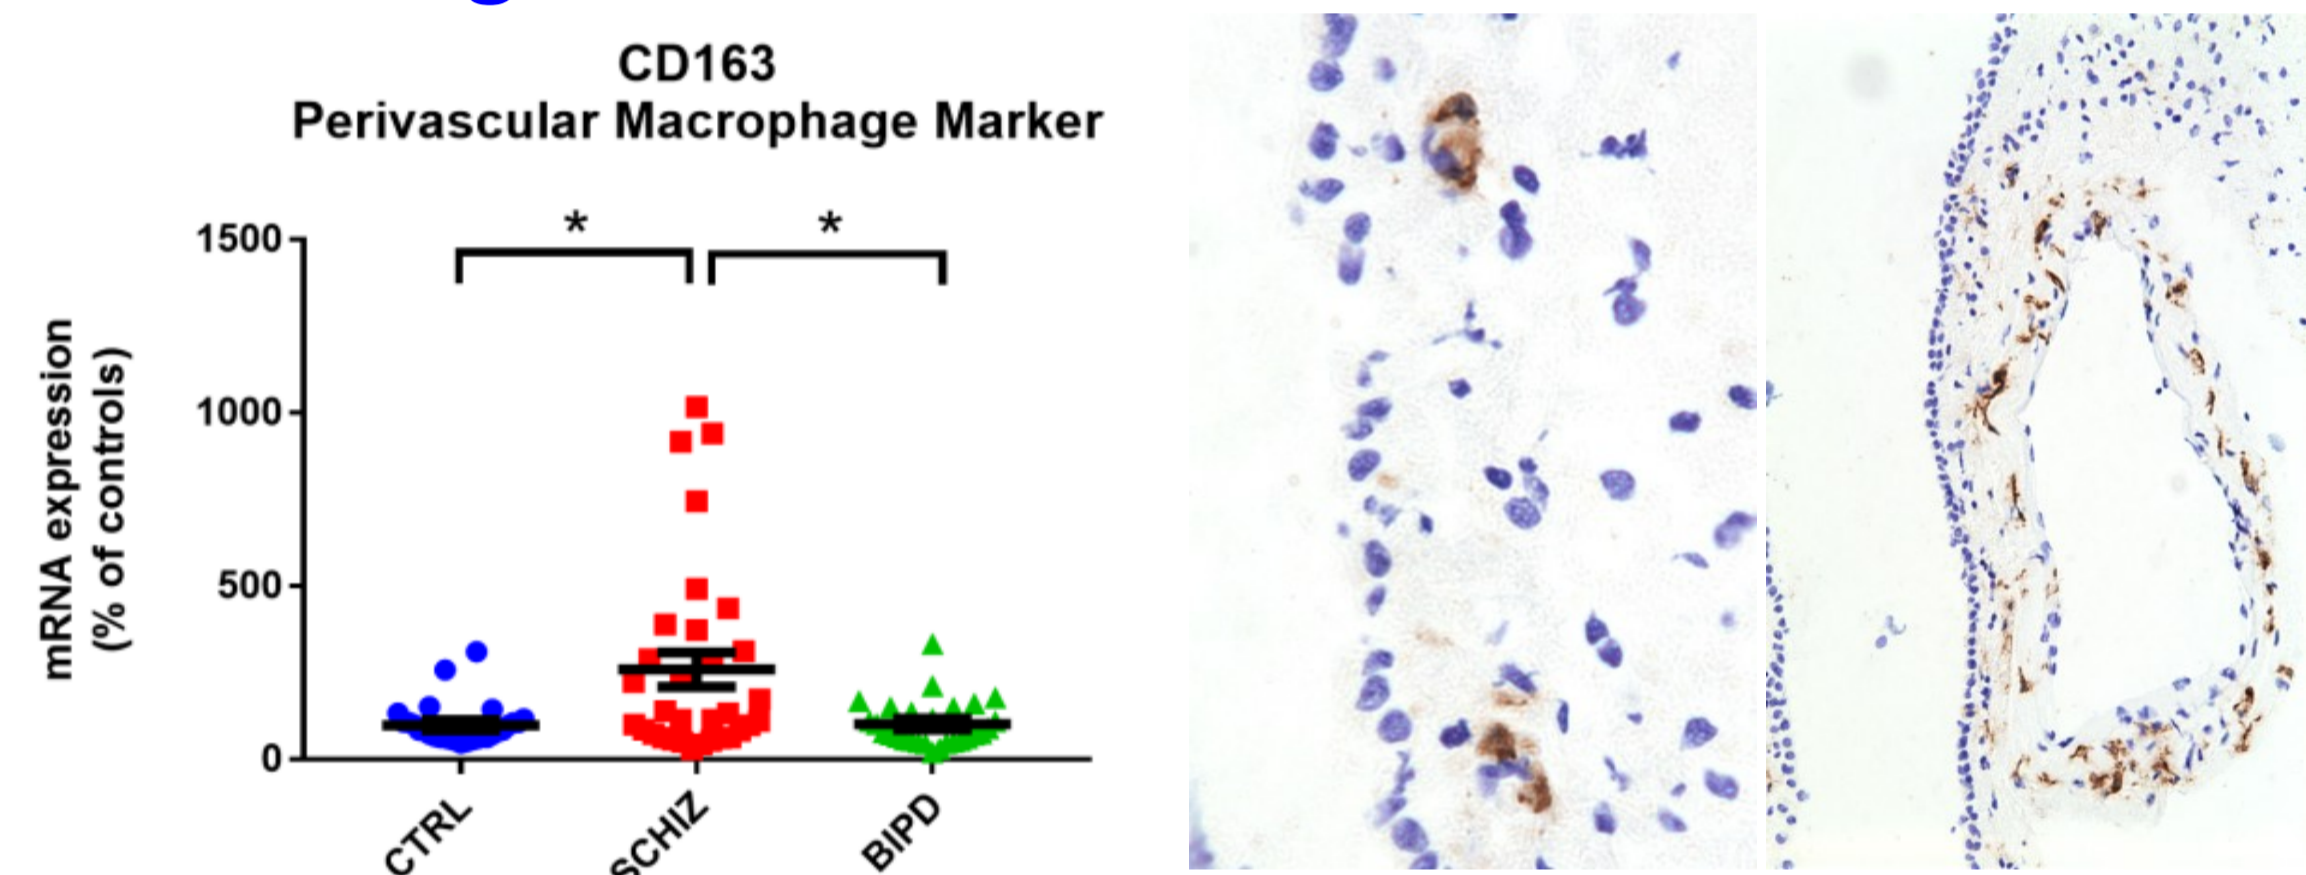 CD163
Perivascular Macrophage Marker
* *
1500
1000
500
0
mRNA expression
(% of controls)
CTRL
SCHIZ
BIPD